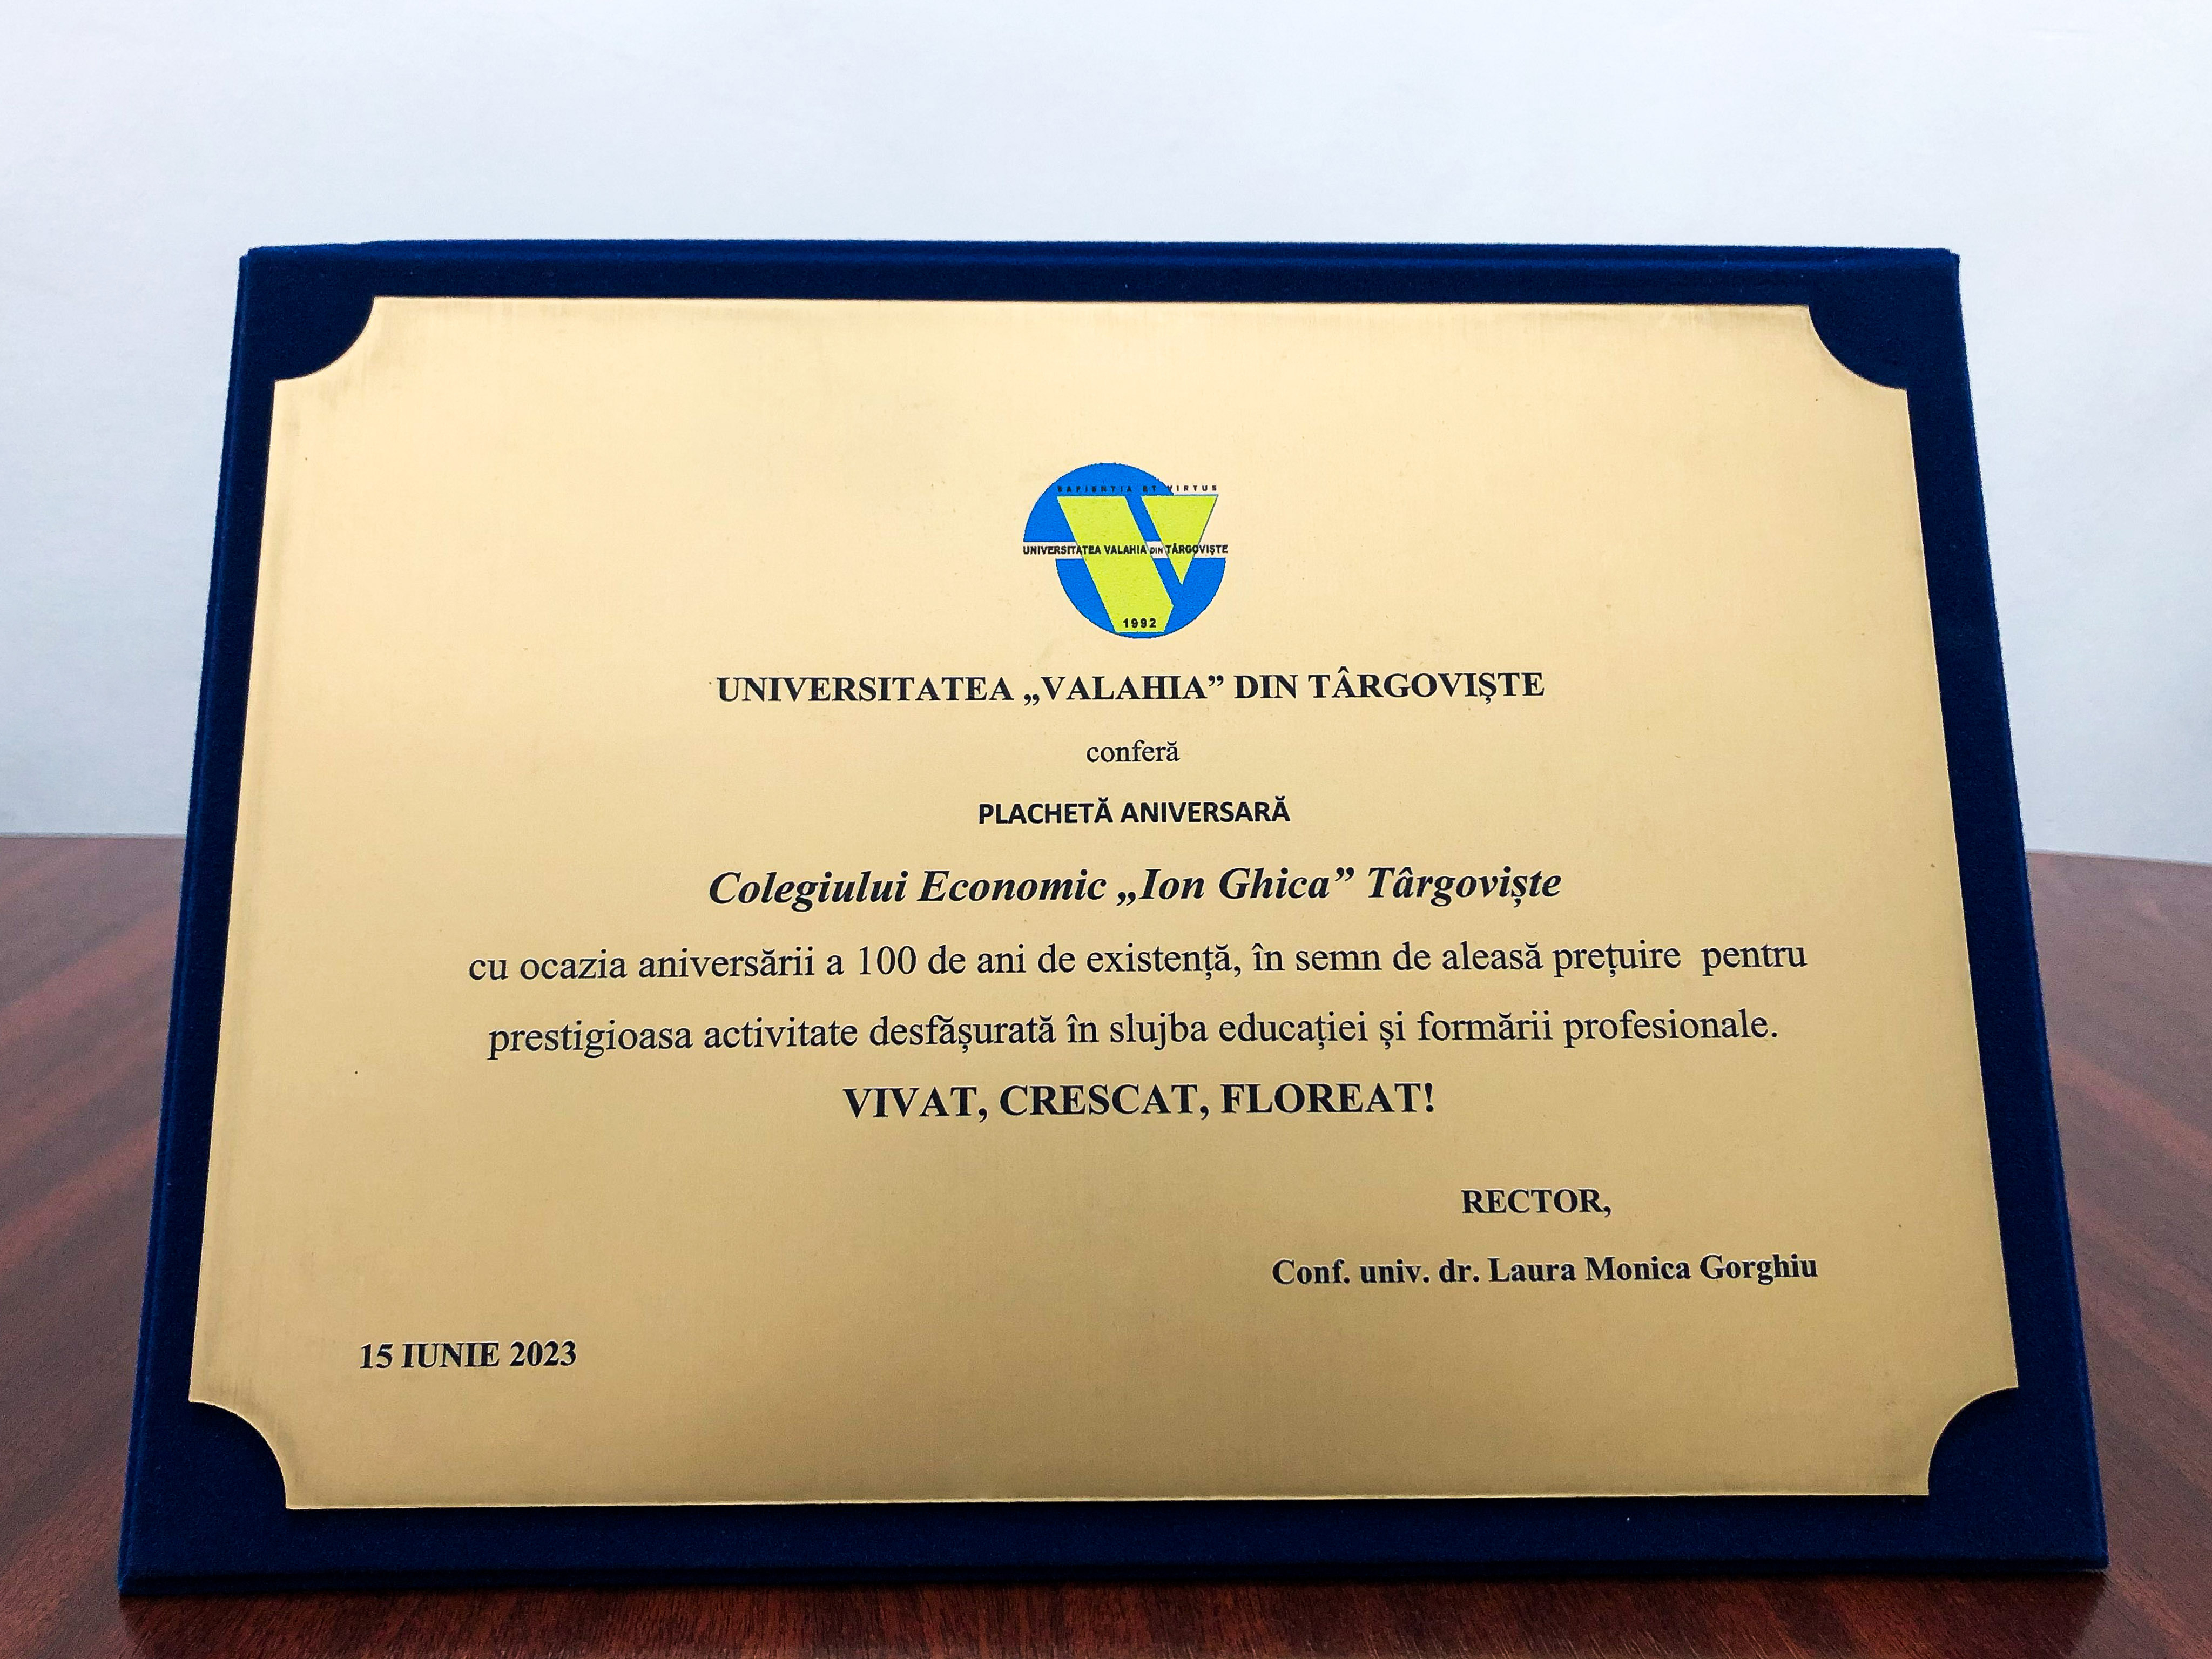 SAPIENTIA ET VIRTUS
UNIVERSITATEA VALAHIA DIN TÂRGOVIŞTE
1992
UNIVERSITATEA „VALAHIA” DIN TÂRGOVIȘTE
conferă
PLACHETĂ ANIVERSARĂ
Colegiului Economic „Ion Ghica” Târgoviște
cu ocazia aniversării a 100 de ani de existență, în semn de aleasă prețuire pentru
prestigioasa activitate desfășurată în slujba educației și formării profesionale.
VIVAT, CRESCAT, FLOREAT!
RECTOR,
Conf. univ. dr. Laura Monica Gorghiu
15 IUNIE 2023